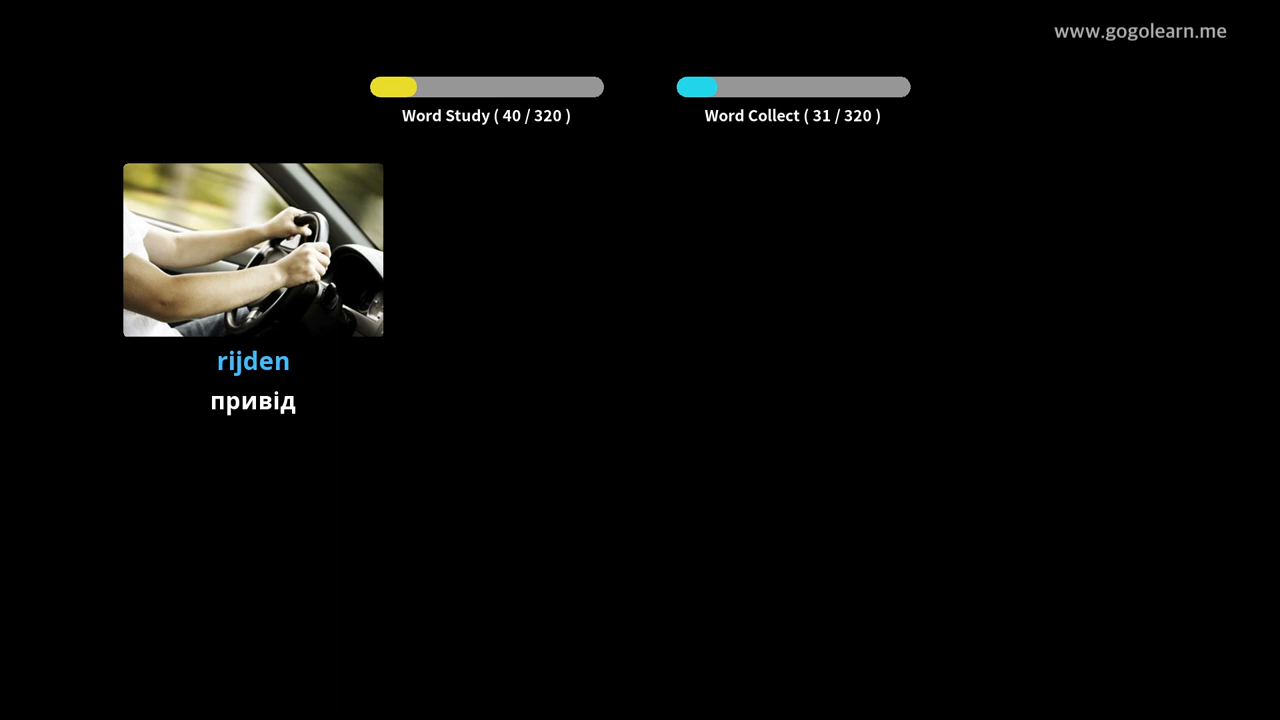 www.gogolearn.me
Word Study ( 40 / 320 )
Word Collect ( 31 / 320 )
rijden
привід